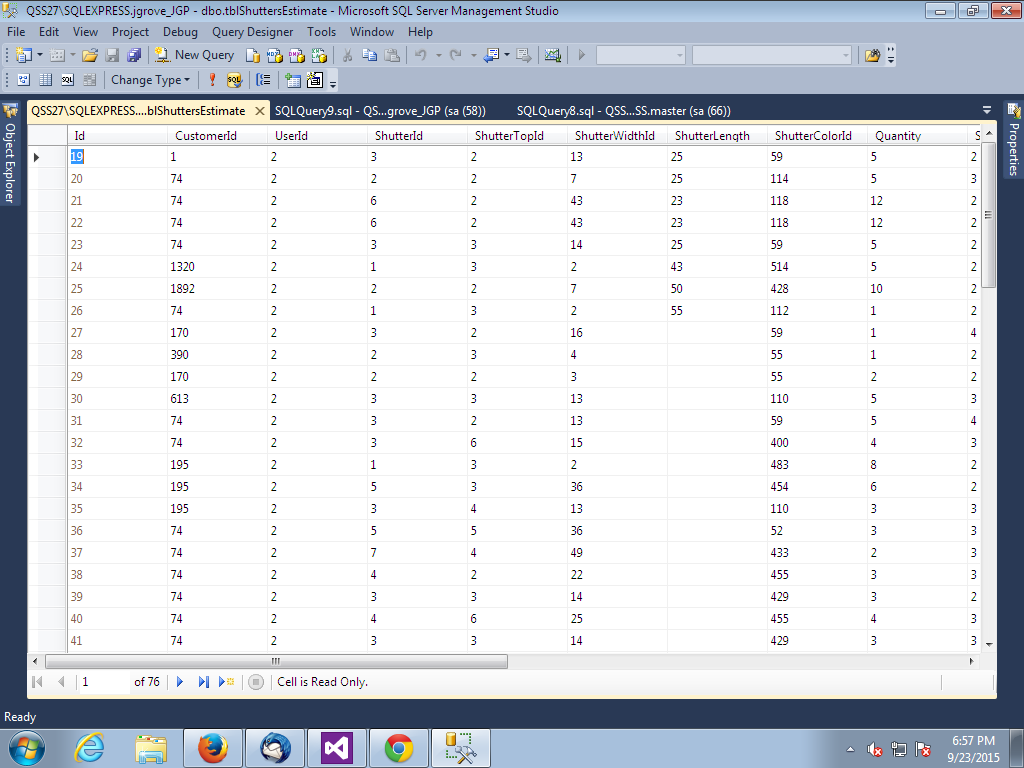 QSS27\SQLEXPRESS.jgrove_JGP - dbo.tblShuttersEstimate - Microsoft SQL Server Management Studio
File Edit View Project Debug Query Designer Tools Window Help
New Query
Change Type
QSS27\SQLEXPRESS....blShuttersEstimate SQLQuery9.sql - QS...grove_JGP (sa (58)) SQLQuery8.sql - QSS...SS.master (sa (66))
Object Explorer
Properties
Id CustomerId UserId ShutterId ShutterTopId ShutterWidthId ShutterLength ShutterColorId Quantity S
19 1 2 3 2 13 25 59 5 2
20 74 2 2 2 7 25 114 5 3
21 74 2 6 2 43 23 118 12 2
22 74 2 6 2 43 23 118 12 2
23 74 2 3 3 14 25 59 5 2
24 1320 2 1 3 2 43 514 5 2
25 1892 2 2 2 7 50 428 10 2
26 74 2 1 3 2 55 112 1 2
27 170 2 3 2 16 59 1 4
28 390 2 2 3 4 55 1 2
29 170 2 2 2 3 55 2 2
30 613 2 3 3 13 110 5 3
31 74 2 3 2 13 59 5 4
32 74 2 3 6 15 400 4 3
33 195 2 1 3 2 483 8 2
34 195 2 5 3 36 454 6 2
35 195 2 3 4 13 110 3 3
36 74 2 5 5 36 52 3 3
37 74 2 7 4 49 433 2 3
38 74 2 4 2 22 455 3 3
39 74 2 3 3 14 429 3 2
40 74 2 4 6 25 455 4 3
41 74 2 3 3 14 429 3 3
1 of 76 Cell is Read Only.
Ready
6:57 PM
9/23/2015